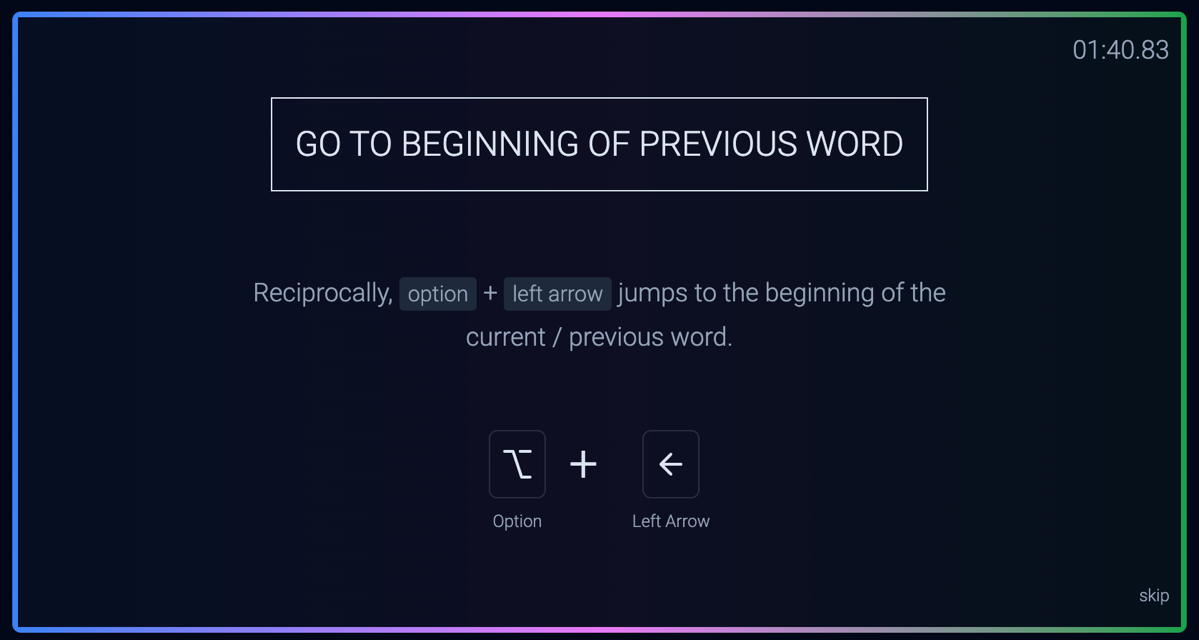 01:40.83
GO TO BEGINNING OF PREVIOUS WORD
Reciprocally, option + left arrow jumps to the beginning of the
current / previous word.
⌥ + ←
Option Left Arrow
skip